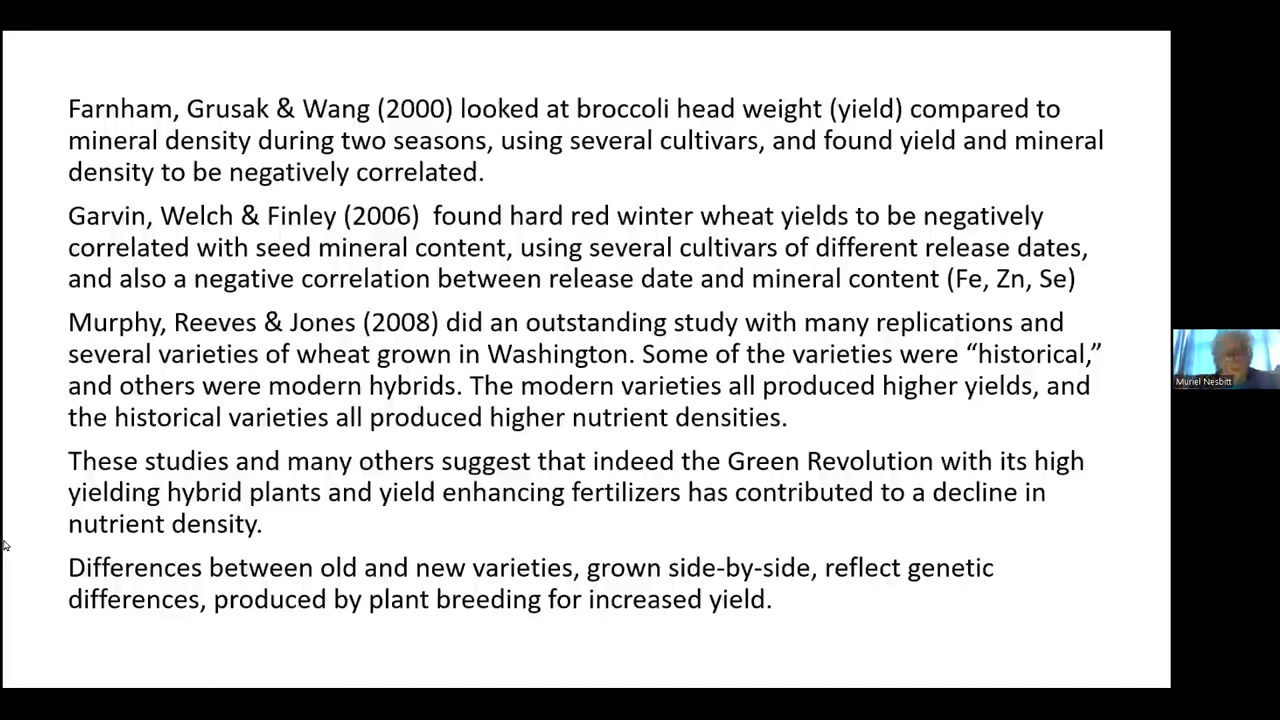 Farnham, Grusak & Wang (2000) looked at broccoli head weight (yield) compared to
mineral density during two seasons, using several cultivars, and found yield and mineral
density to be negatively correlated.
Garvin, Welch & Finley (2006)  found hard red winter wheat yields to be negatively
correlated with seed mineral content, using several cultivars of different release dates,
and also a negative correlation between release date and mineral content (Fe, Zn, Se)
Murphy, Reeves & Jones (2008) did an outstanding study with many replications and
several varieties of wheat grown in Washington. Some of the varieties were “historical,”
and others were modern hybrids. The modern varieties all produced higher yields, and
the historical varieties all produced higher nutrient densities.
These studies and many others suggest that indeed the Green Revolution with its high
yielding hybrid plants and yield enhancing fertilizers has contributed to a decline in
nutrient density.
Differences between old and new varieties, grown side-by-side, reflect genetic
differences, produced by plant breeding for increased yield.
Muriel Nesbitt